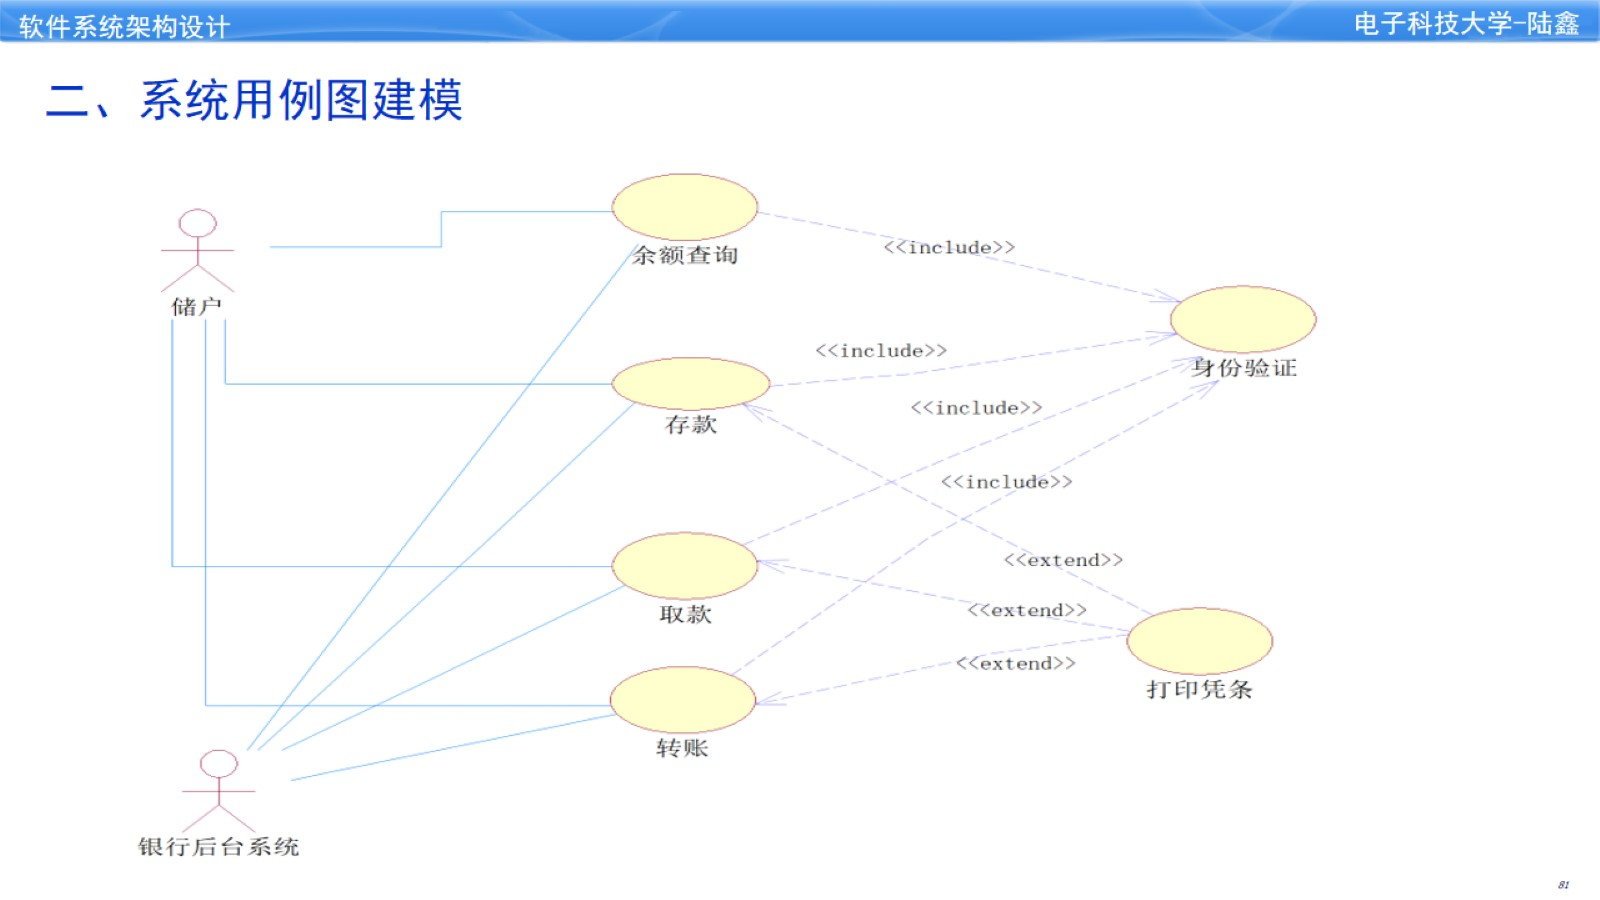 软件系统架构设计
电子科技大学-陆鑫
二、系统用例图建模
储户
余额查询
<<include>>
身份验证
<<include>>
存款
<<include>>
<<include>>
取款
<<extend>>
<<extend>>
<<extend>>
打印凭条
转账
银行后台系统
81